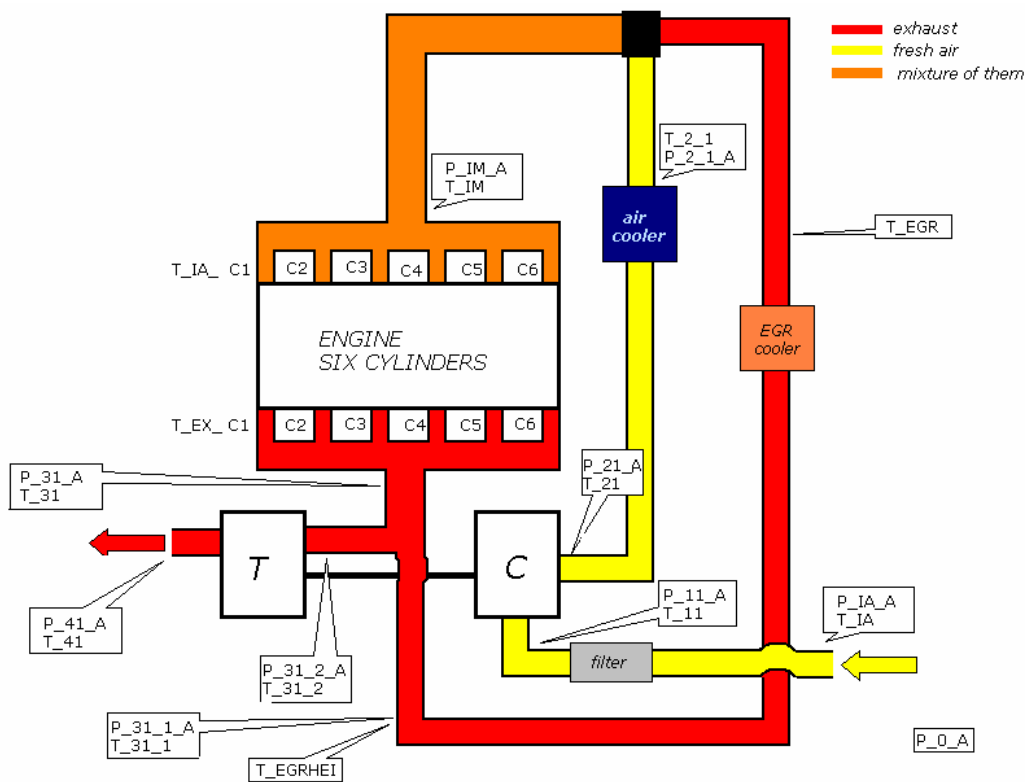 exhaust
fresh air
mixture of them
T_2_1
P_2_1_A
P_IM_A
T_IM
air
cooler
T_EGR
T_IA_ C1
C2
C3
C4
C5
C6
ENGINE
SIX CYLINDERS
EGR
cooler
T_EX_ C1
C2
C3
C4
C5
C6
P_31_A
T_31
P_21_A
T_21
T
C
P_11_A
T_11
P_IA_A
T_IA
P_41_A
T_41
filter
P_31_2_A
T_31_2
P_31_1_A
T_31_1
P_0_A
T_EGRHEI